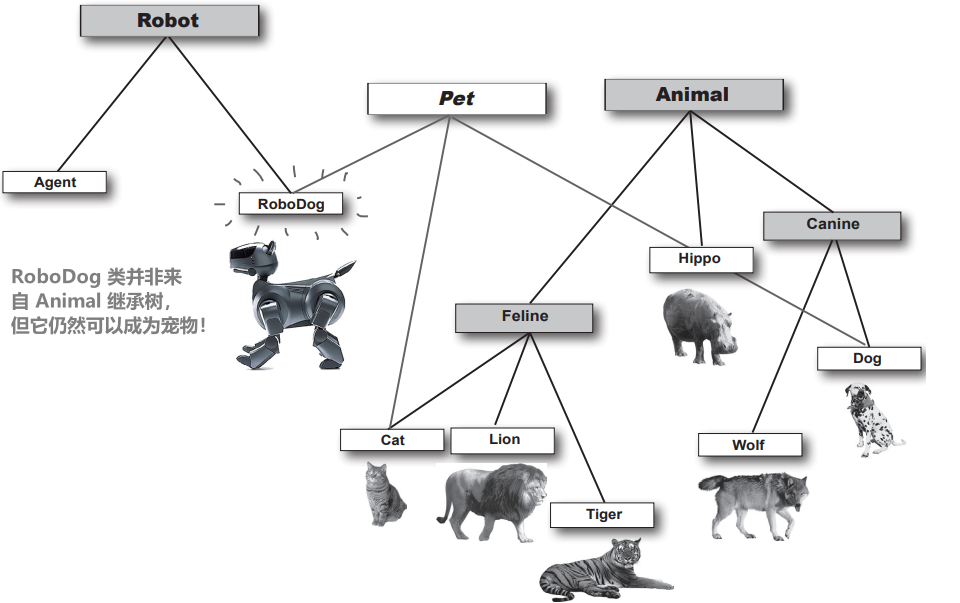 Robot
Pet
Animal
Agent
RoboDog
Canine
Hippo
RoboDog 类并非来
自 Animal 继承树，
但它仍然可以成为宠物！
Feline
Dog
Cat
Lion
Wolf
Tiger